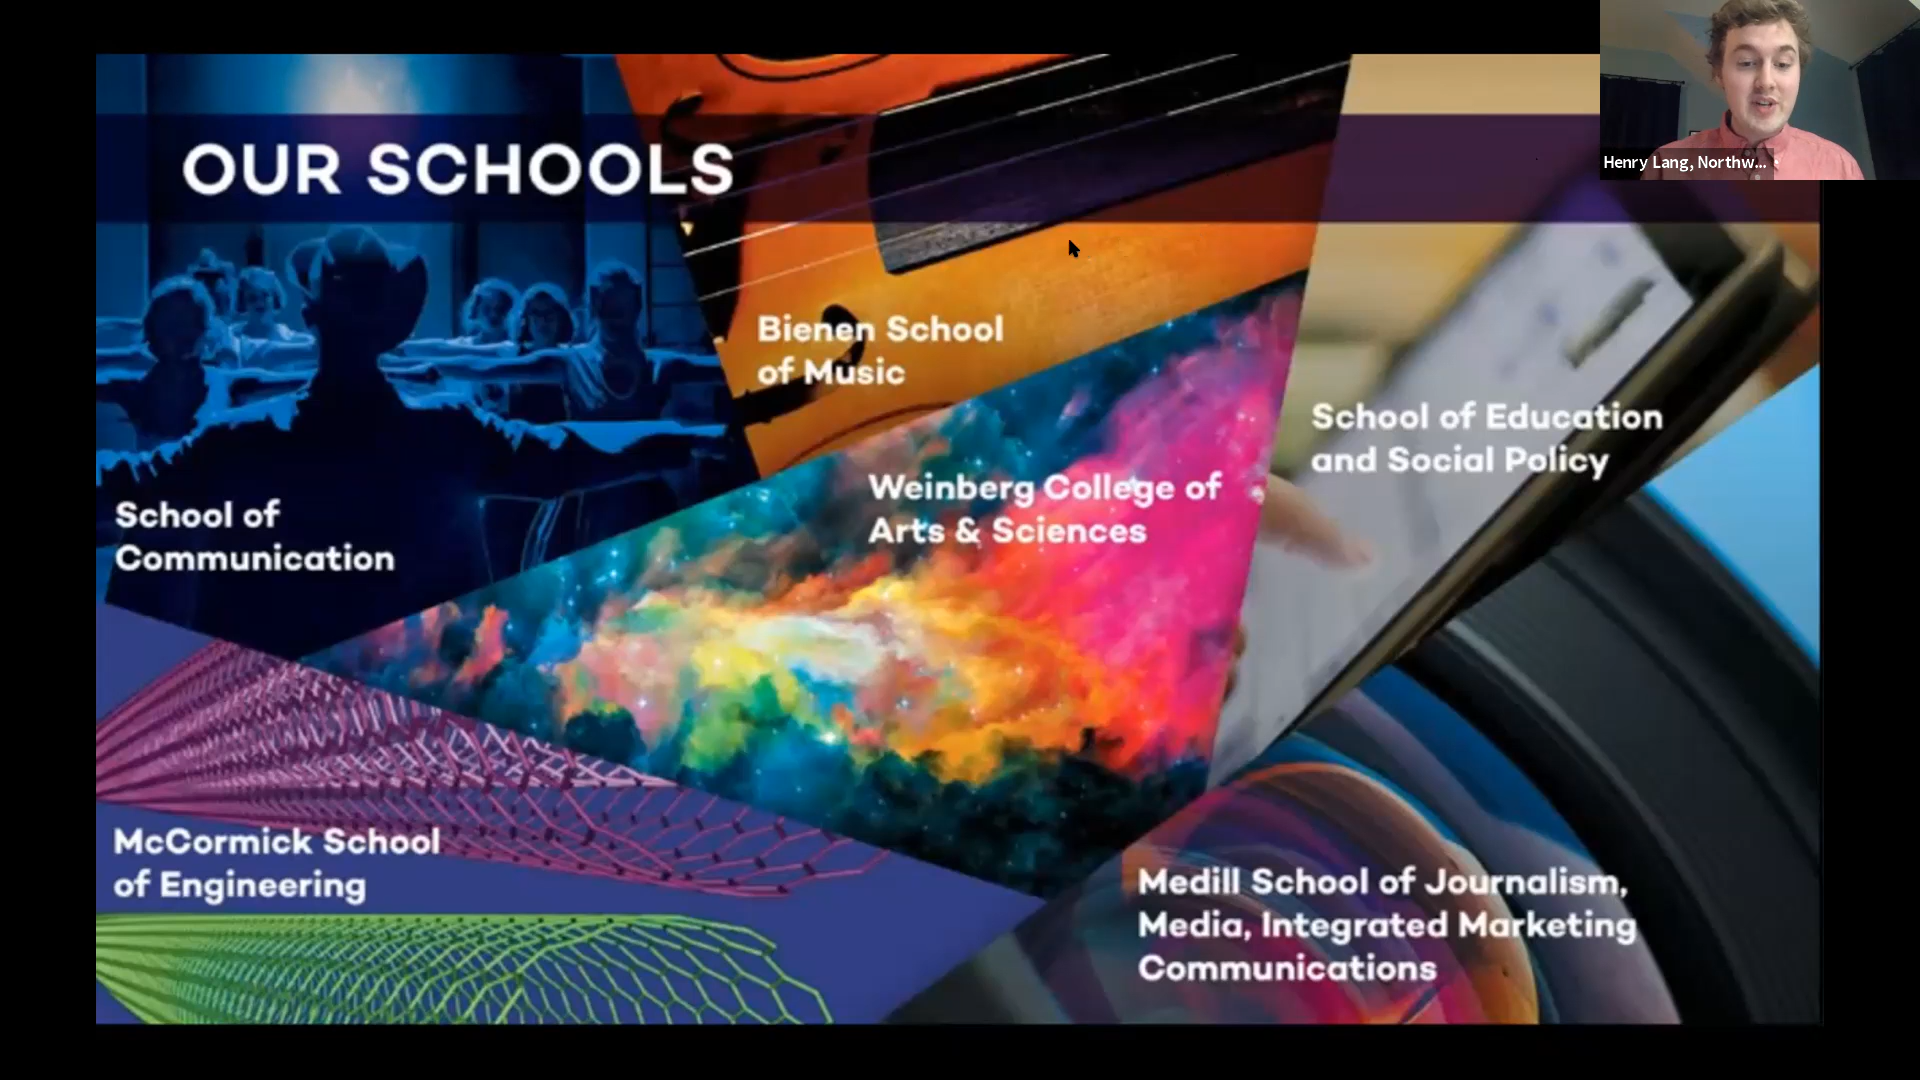 OUR SCHOOLS
Henry Lang, Northw...
Bienen School
of Music
School of Education
and Social Policy
Weinberg College of
Arts & Sciences
School of
Communication
McCormick School
of Engineering
Medill School of Journalism,
Media, Integrated Marketing
Communications